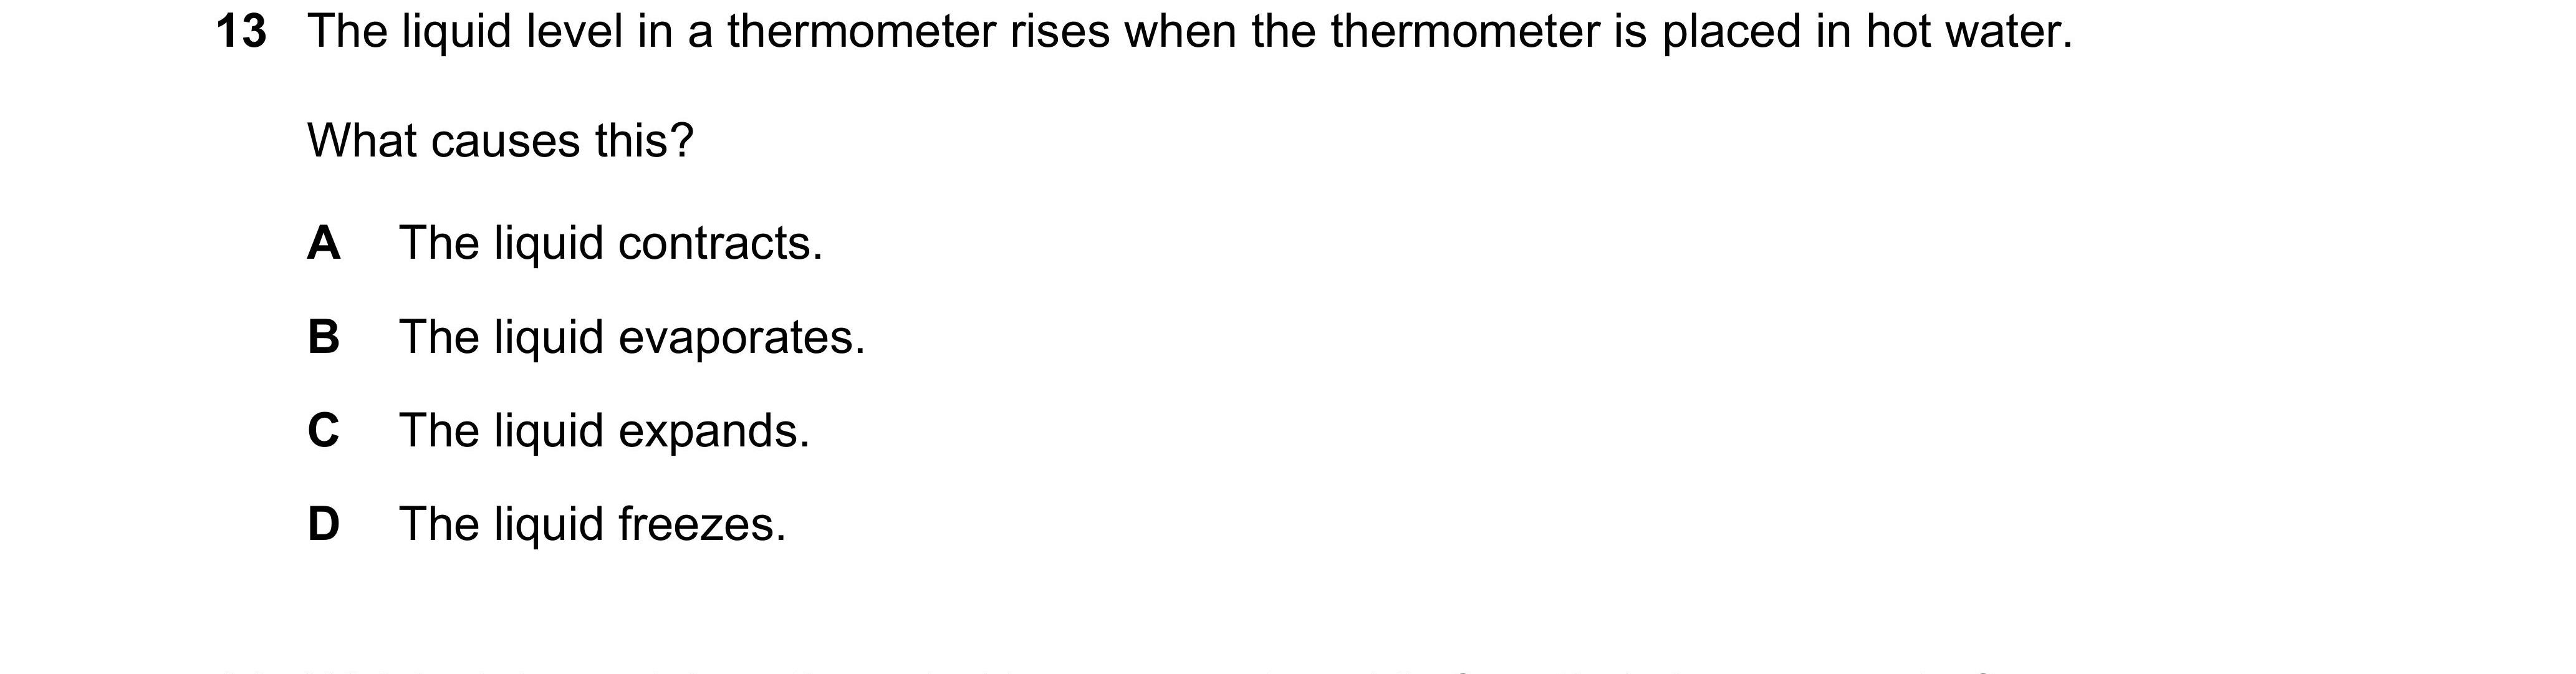 13 The liquid level in a thermometer rises when the thermometer is placed in hot water.
What causes this?
A The liquid contracts.
B The liquid evaporates.
C The liquid expands.
D The liquid freezes.